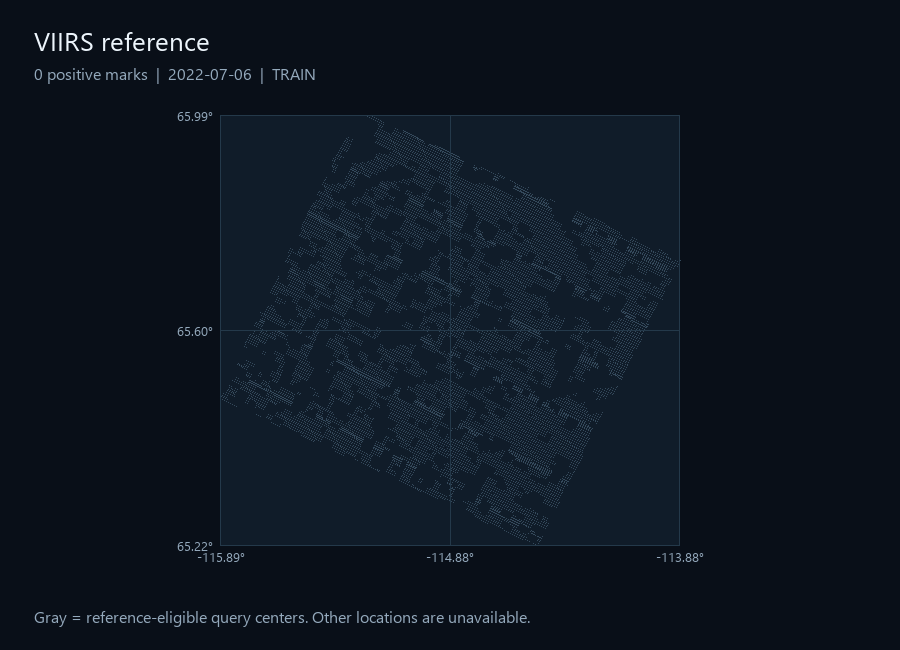 VIIRS reference
0 positive marks | 2022-07-06 | TRAIN
65.99°
65.60°
65.22°
-115.89°
-114.88°
-113.88°
Gray = reference-eligible query centers. Other locations are unavailable.